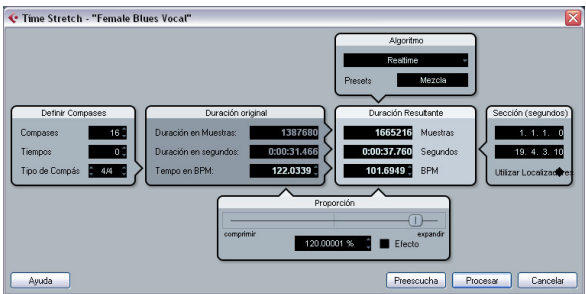 Time Stretch - "Female Blues Vocal"
Algoritmo
Realtime
Presets Mezcla
Definir Compases
Compases 16
Tiempos 0
Tipo de Compás 4/4
Duración original
Duración en Muestras: 1387680
Duración en segundos: 0:00:31.466
Tempo en BPM: 122.0339
Duración Resultante
1665216 Muestras
0:00:37.760 Segundos
101.6949 BPM
Sección (segundos)
1. 1. 1. 0
19. 4. 3. 10
Utilizar Localizadores
Proporción
comprimir expandir
120.00001 % Efecto
Ayuda Preescucha Procesar Cancelar